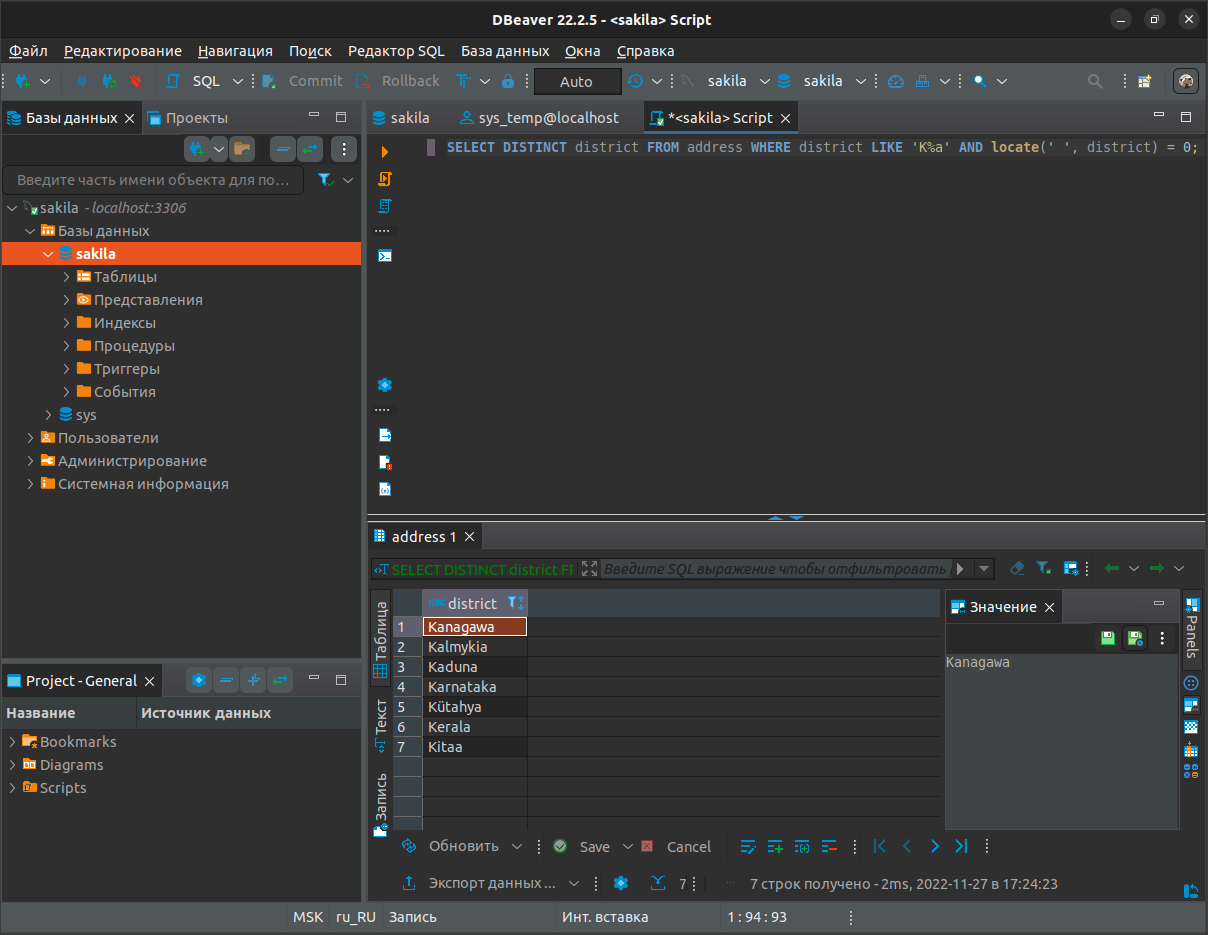 DBeaver 22.2.5 - <sakila> Script
Файл Редактирование Навигация Поиск Редактор SQL База данных Окна Справка
SQL Commit Rollback Auto sakila sakila
Базы данных Проекты
Введите часть имени объекта для по...
sakila - localhost:3306
Базы данных
sakila
Таблицы
Представления
Индексы
Процедуры
Триггеры
События
sys
Пользователи
Администрирование
Системная информация
Project - General
Название Источник данных
Bookmarks
Diagrams
Scripts
sakila sys_temp@localhost *<sakila> Script
SELECT DISTINCT district FROM address WHERE district LIKE 'K%a' AND locate(' ', district) = 0;
address 1
SELECT DISTINCT district FF Введите SQL выражение чтобы отфильтровать
Таблица
Текст
Запись
district
1 Kanagawa
2 Kalmykia
3 Kaduna
4 Karnataka
5 Kütahya
6 Kerala
7 Kitaa
Значение
Kanagawa
Panels
Обновить Save Cancel
Экспорт данных ... 7 7 строк получено - 2ms, 2022-11-27 в 17:24:23
MSK ru_RU Запись Инт. вставка 1 : 94 : 93